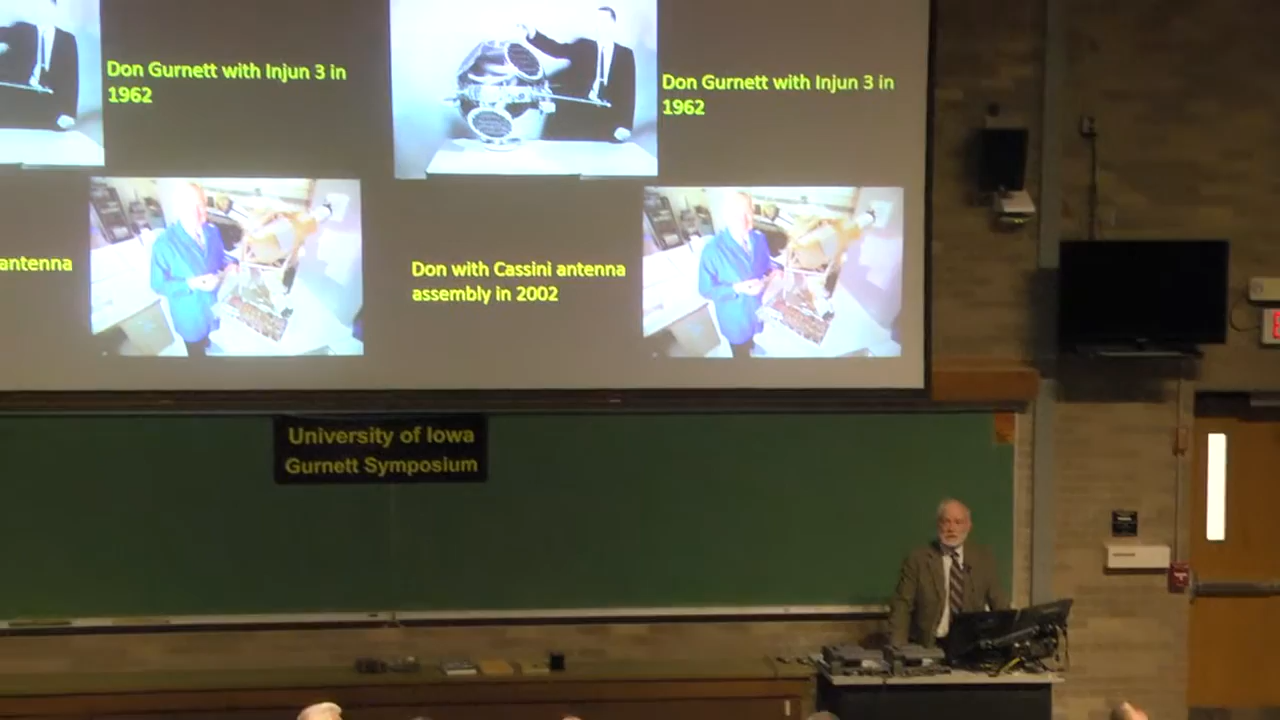 Don Gurnett with Injun 3 in
1962
Don Gurnett with Injun 3 in
1962
antenna
Don with Cassini antenna
assembly in 2002
University of Iowa
Gurnett Symposium